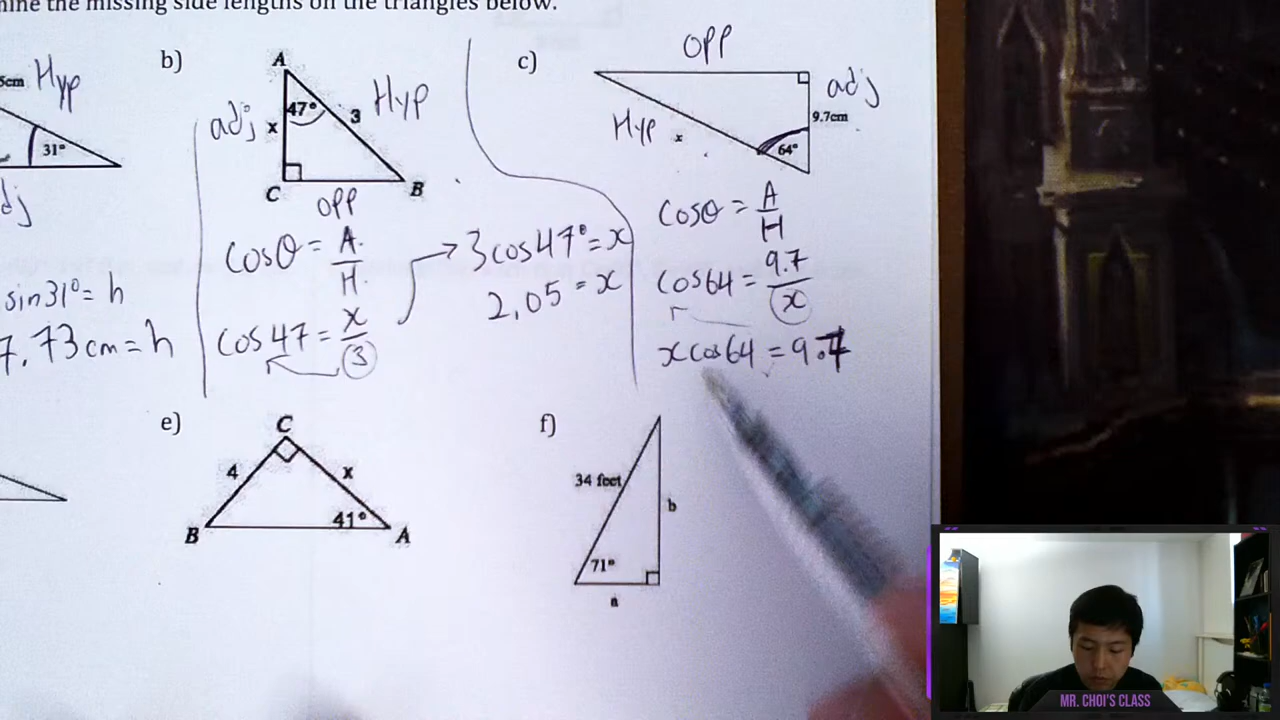 mine the missing side lengths on the triangles below.
5cm Hyp
31°
dj
sin31°= h
7.73cm = h
b)
A
47°
3
Hyp
adj x
C
B
opp
cosθ = A/H
cos47 = x/3
3cos47° = x
2.05 = x
c)
opp
adj
9.7cm
Hyp x
64°
cosθ = A/H
cos64 = 9.7/x
xcos64 = 9.7
e)
C
4
x
41°
B
A
f)
34 feet
b
71°
a
MR. CHOI'S CLASS